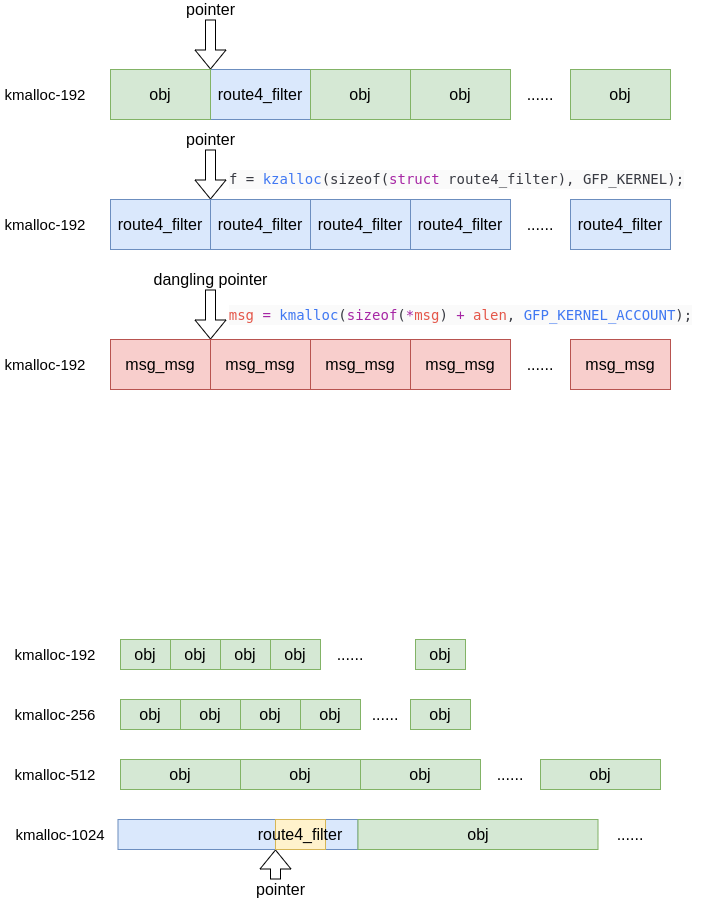 pointer
kmalloc-192 obj route4_filter obj obj ...... obj
pointer
f = kzalloc(sizeof(struct route4_filter), GFP_KERNEL);
kmalloc-192 route4_filter route4_filter route4_filter route4_filter ...... route4_filter
dangling pointer
msg = kmalloc(sizeof(*msg) + alen, GFP_KERNEL_ACCOUNT);
kmalloc-192 msg_msg msg_msg msg_msg msg_msg ...... msg_msg
kmalloc-192 obj obj obj obj ...... obj
kmalloc-256 obj obj obj obj ...... obj
kmalloc-512 obj obj obj ...... obj
kmalloc-1024 route4_filter obj ......
pointer